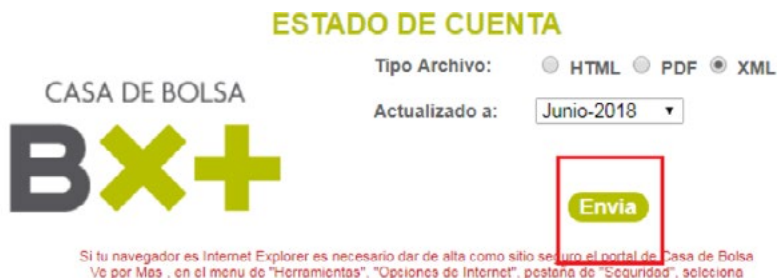 ESTADO DE CUENTA
Tipo Archivo: HTML PDF XML
CASA DE BOLSA
Actualizado a: Junio-2018
BX+
Envia
Si tu navegador es Internet Explorer es necesario dar de alta como sitio seguro el portal de Casa de Bolsa
Ve por Mas , en el menu de "Herramientas", "Opciones de Internet", pestaña de "Seguridad", seleciona